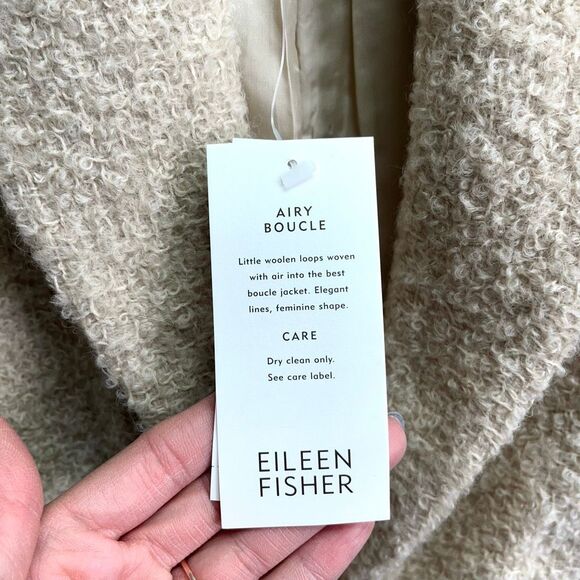 AIRY
BOUCLE
Little woolen loops woven
with air into the best
boucle jacket. Elegant
lines, feminine shape.
CARE
Dry clean only.
See care label.
EILEEN
FISHER